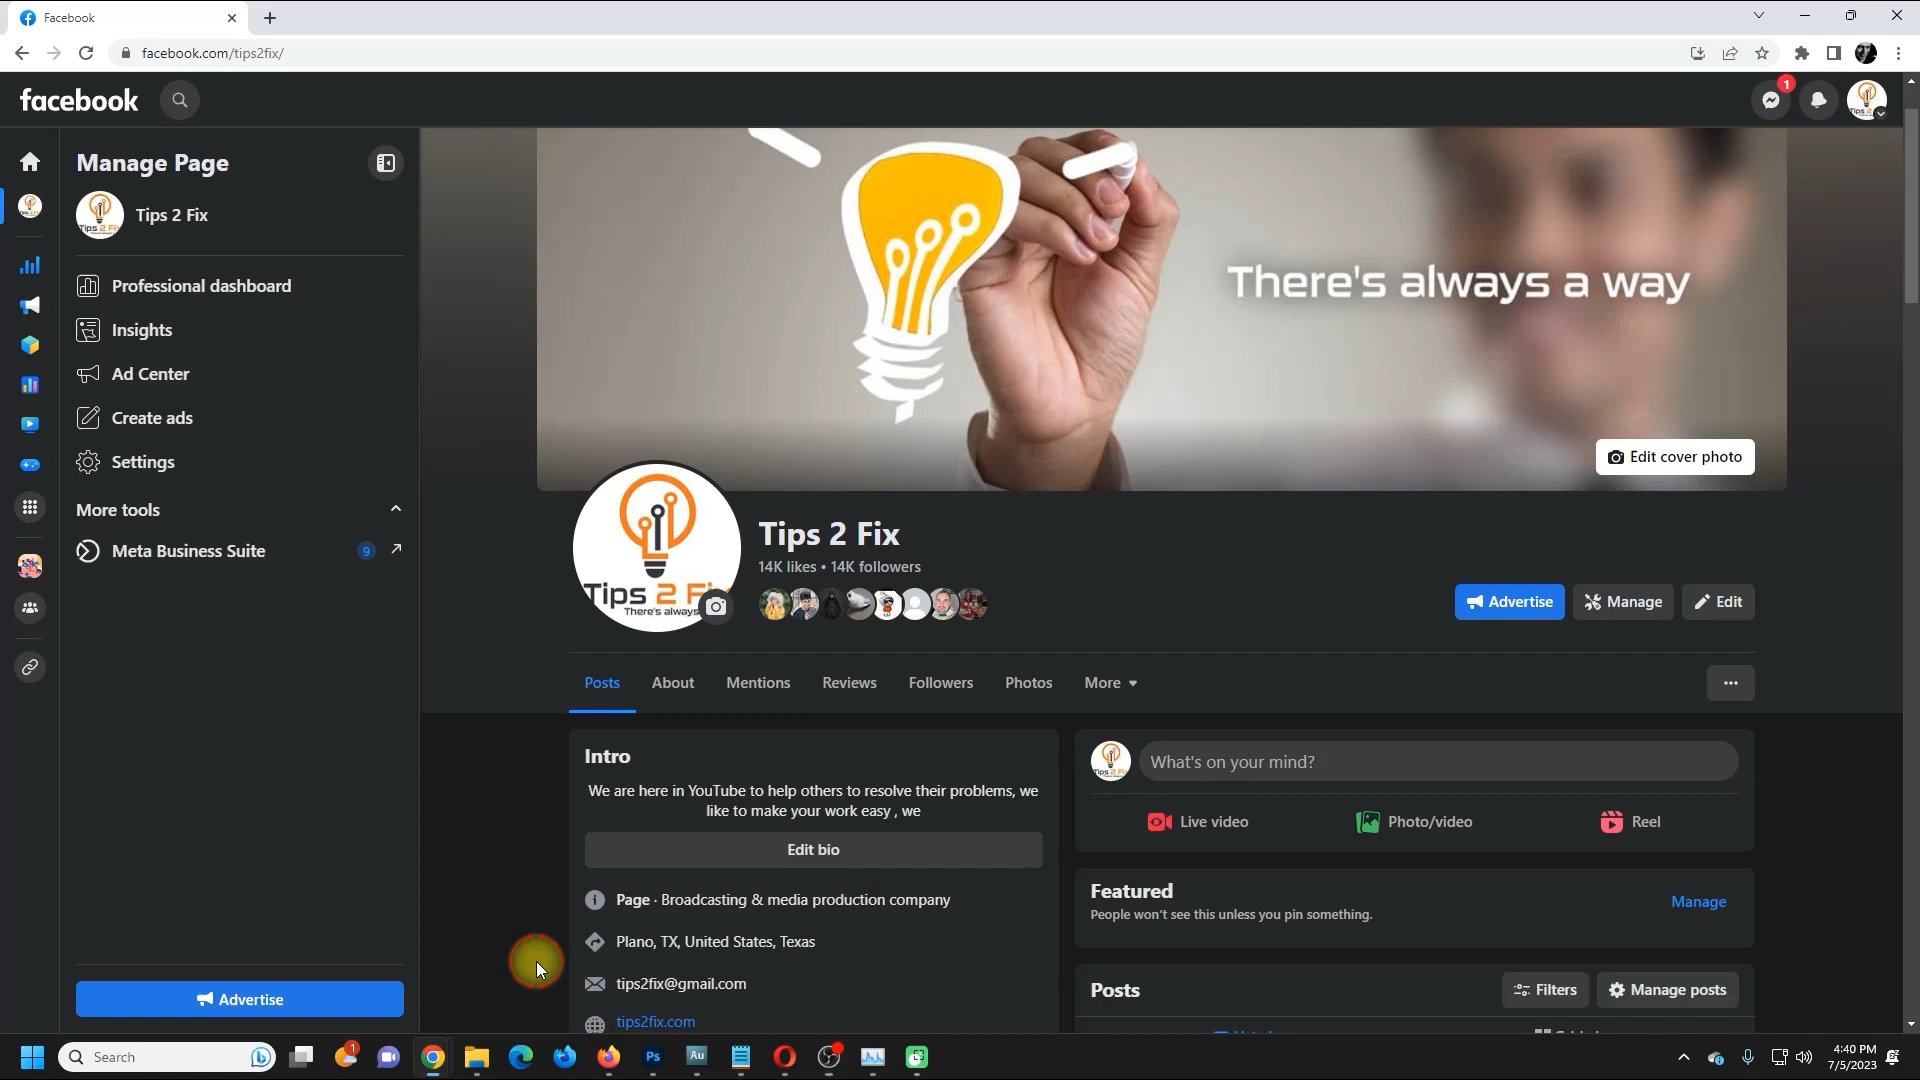 Facebook
facebook.com/tips2fix/
facebook
1
Manage Page
Tips 2 Fix
Professional dashboard
Insights
Ad Center
Create ads
Settings
More tools
Meta Business Suite 9
Advertise
There's always a way
Edit cover photo
Tips 2 Fix
There's always
Tips 2 Fix
14K likes • 14K followers
Advertise Manage Edit
Posts About Mentions Reviews Followers Photos More
Intro
We are here in YouTube to help others to resolve their problems, we
like to make your work easy , we
Edit bio
Page · Broadcasting & media production company
Plano, TX, United States, Texas
tips2fix@gmail.com
tips2fix.com
What's on your mind?
Live video Photo/video Reel
Featured
People won't see this unless you pin something.
Manage
Posts Filters Manage posts
Search
1
Ps
Au
4:40 PM
7/5/2023